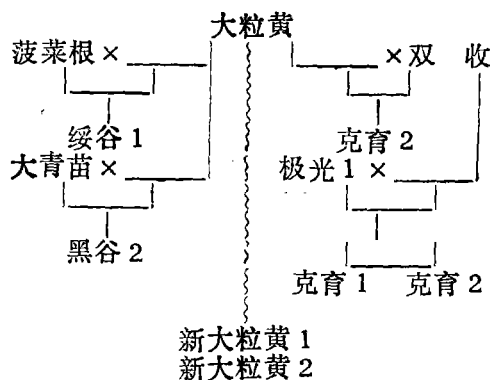 大粒黄
菠菜根 × × 双 收
绥谷 1 克育 2
大青苗 × 极光 1 ×
黑谷 2
克育 1 克育 2
新大粒黄 1
新大粒黄 2